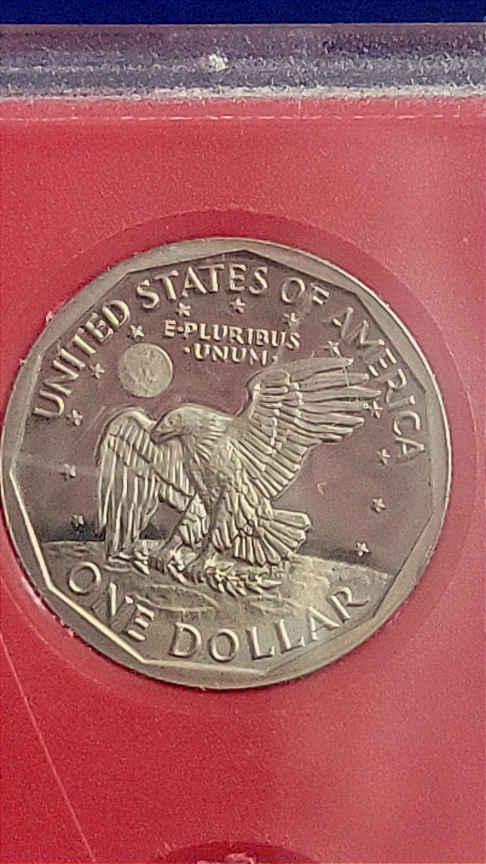 UNITED STATES OF AMERICA
E·PLURIBUS
·UNUM·
ONE DOLLAR